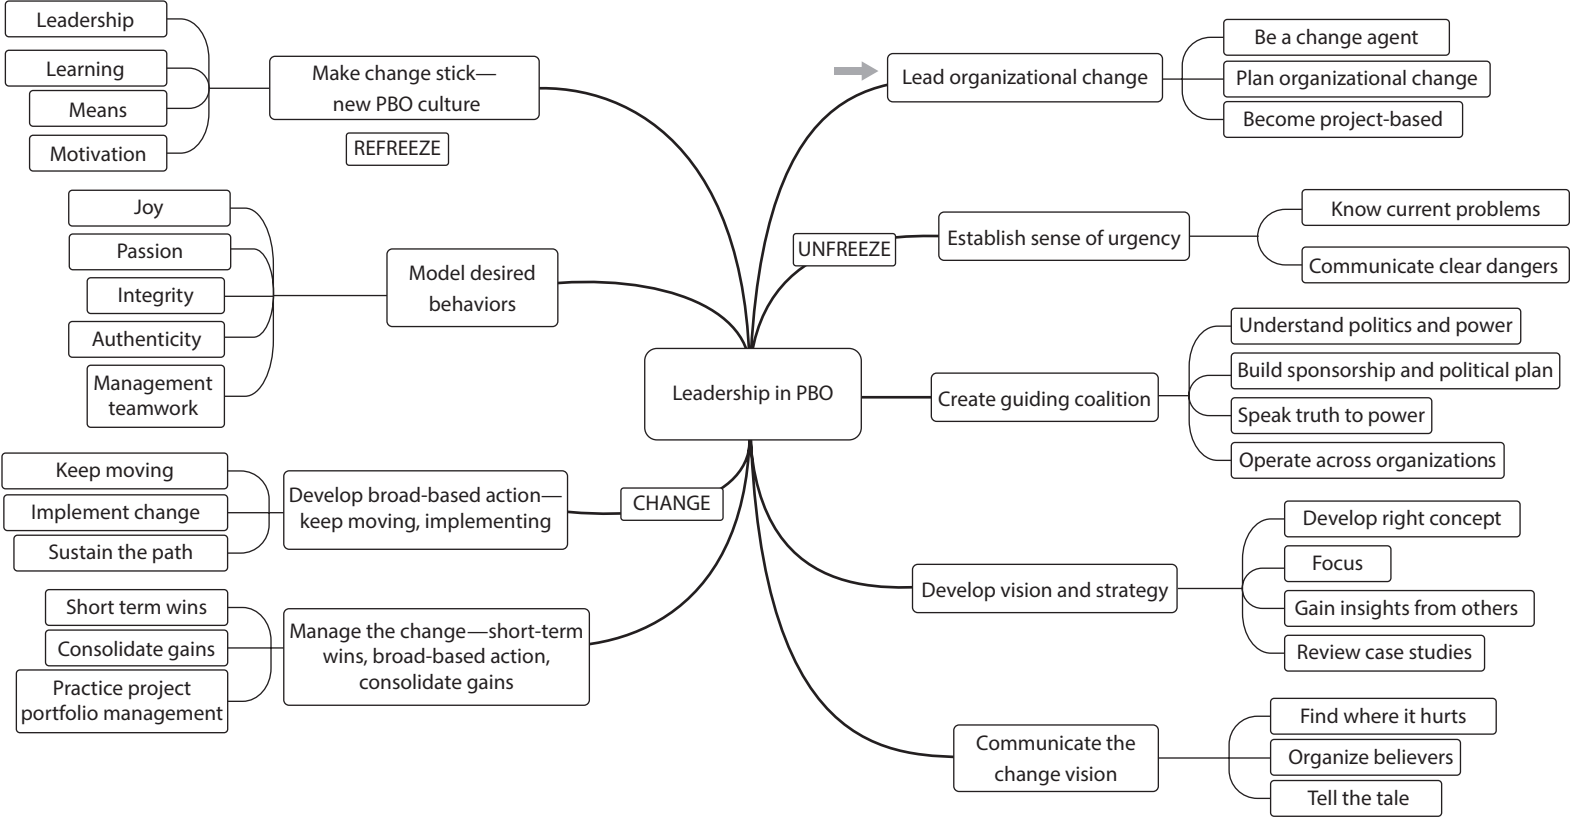 Leadership in PBO
Lead organizational change
Be a change agent
Plan organizational change
Become project-based
UNFREEZE
Establish sense of urgency
Know current problems
Communicate clear dangers
Create guiding coalition
Understand politics and power
Build sponsorship and political plan
Speak truth to power
Operate across organizations
Develop vision and strategy
Develop right concept
Focus
Gain insights from others
Review case studies
Communicate the
change vision
Find where it hurts
Organize believers
Tell the tale
Manage the change—short-term
wins, broad-based action,
consolidate gains
Short term wins
Consolidate gains
Practice project
portfolio management
CHANGE
Develop broad-based action—
keep moving, implementing
Keep moving
Implement change
Sustain the path
Model desired
behaviors
Joy
Passion
Integrity
Authenticity
Management
teamwork
Make change stick—
new PBO culture
REFREEZE
Leadership
Learning
Means
Motivation